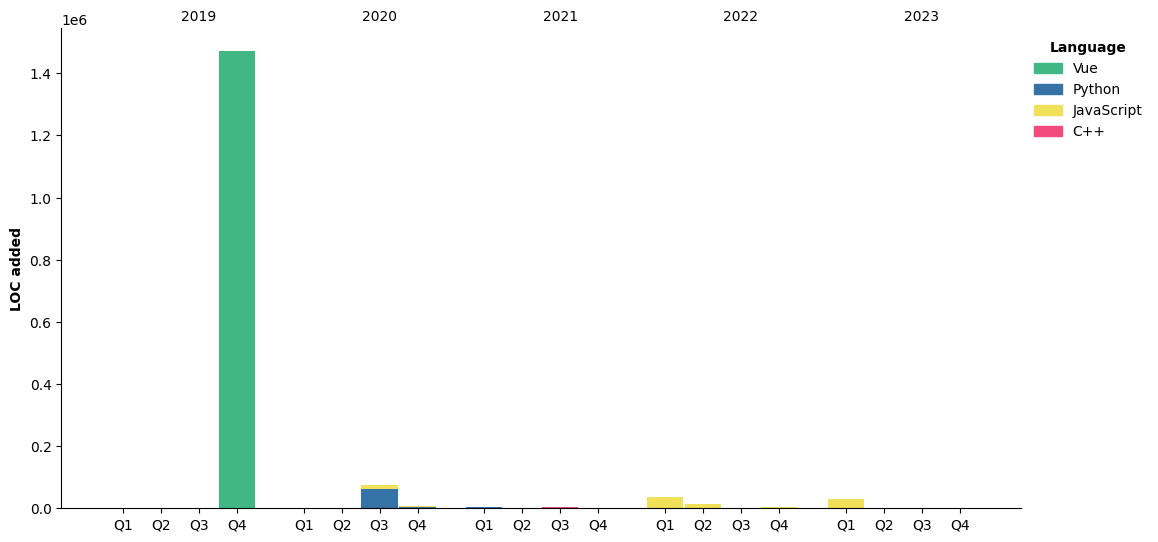 2019 2020 2021 2022 2023
1e6
Language
Vue
Python
JavaScript
C++
1.4
1.2
1.0
0.8
0.6
0.4
0.2
0.0
LOC added
Q1 Q2 Q3 Q4 Q1 Q2 Q3 Q4 Q1 Q2 Q3 Q4 Q1 Q2 Q3 Q4 Q1 Q2 Q3 Q4